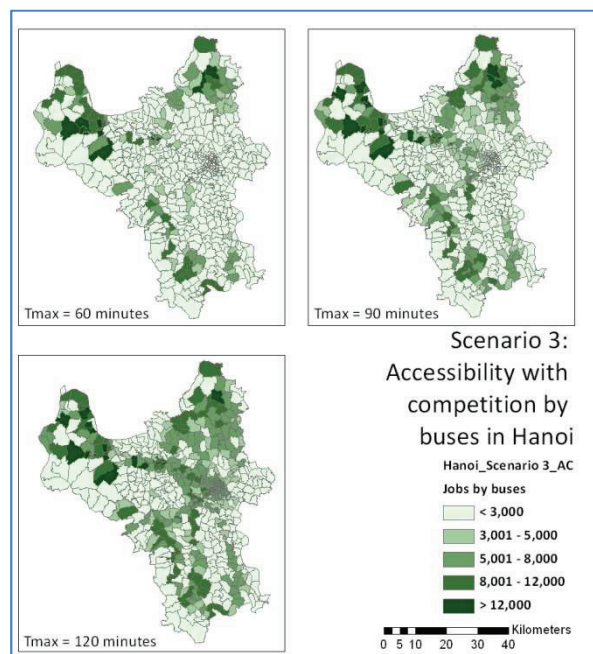 Tmax = 60 minutes
Tmax = 90 minutes
Scenario 3:
Accessibility with
competition by
buses in Hanoi
Hanoi_Scenario 3_AC
Jobs by buses
< 3,000
3,001 - 5,000
5,001 - 8,000
8,001 - 12,000
> 12,000
Kilometers
0 5 10 20 30 40
Tmax = 120 minutes